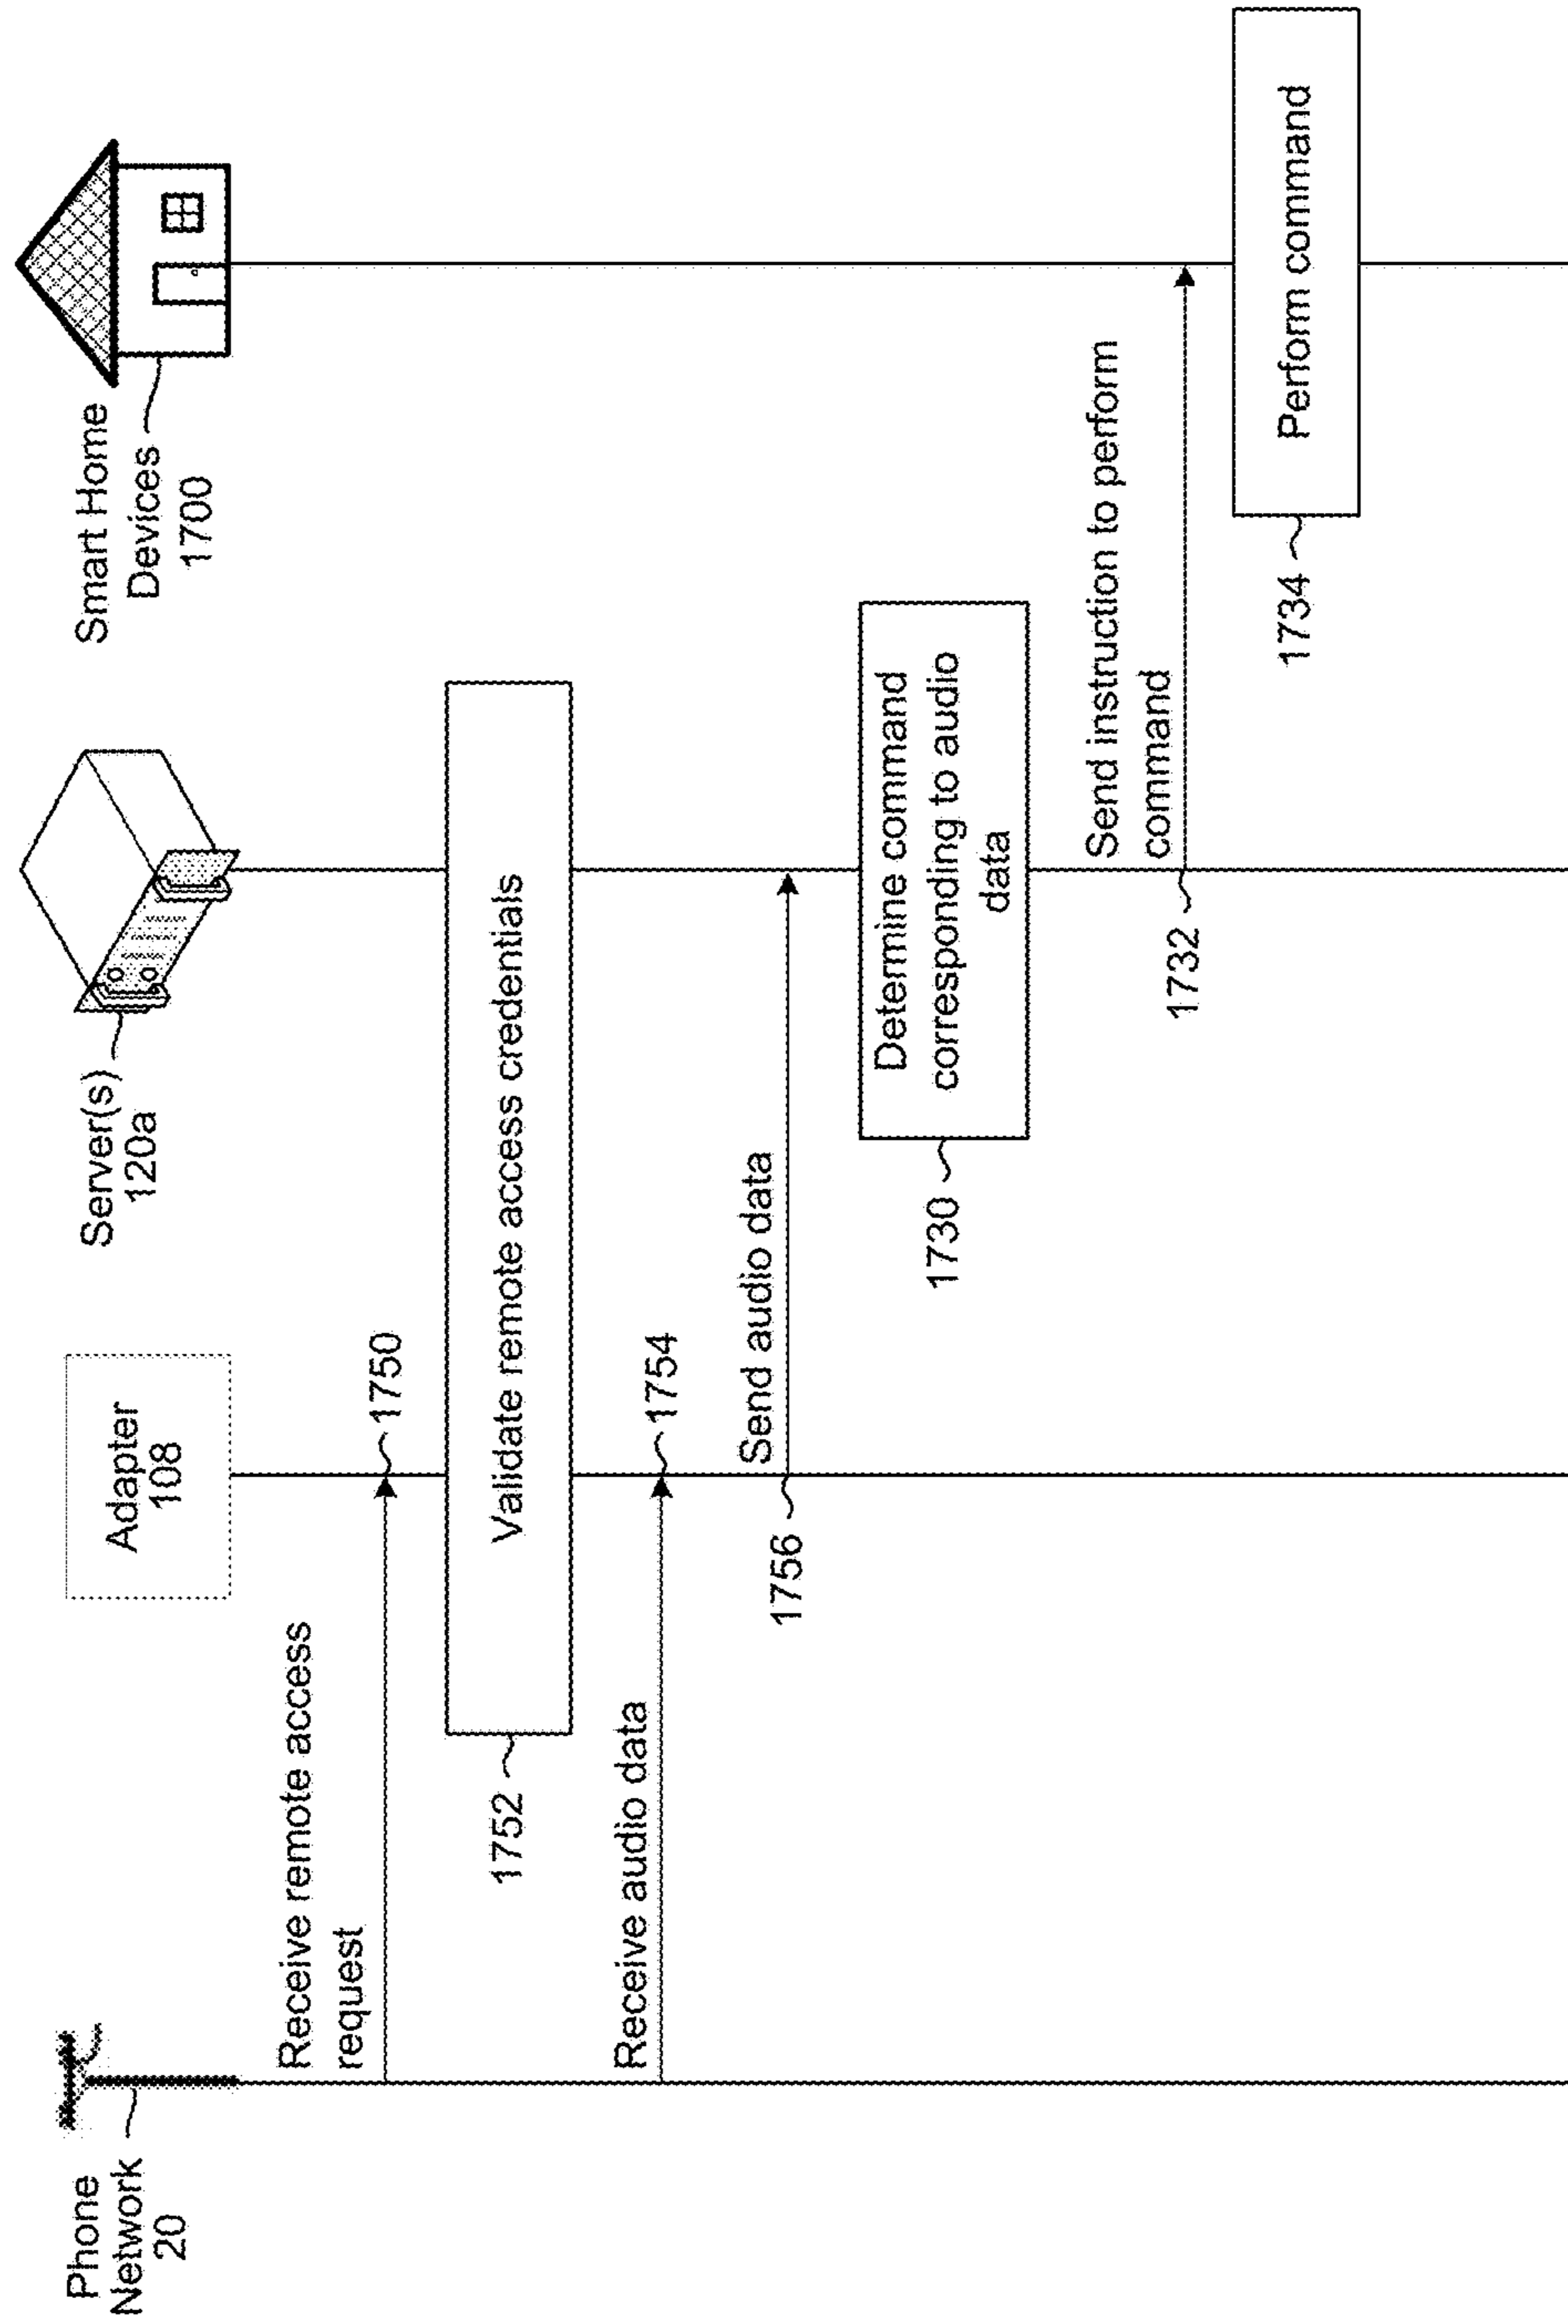 Phone
Network
20
Adapter
108
Server(s)
120a
Smart Home
Devices
1700
Receive remote access
request
1750
1752
Validate remote access credentials
Receive audio data
1754
Send audio data
1756
1730
Determine command
corresponding to audio
data
Send instruction to perform
command
1732
1734
Perform command